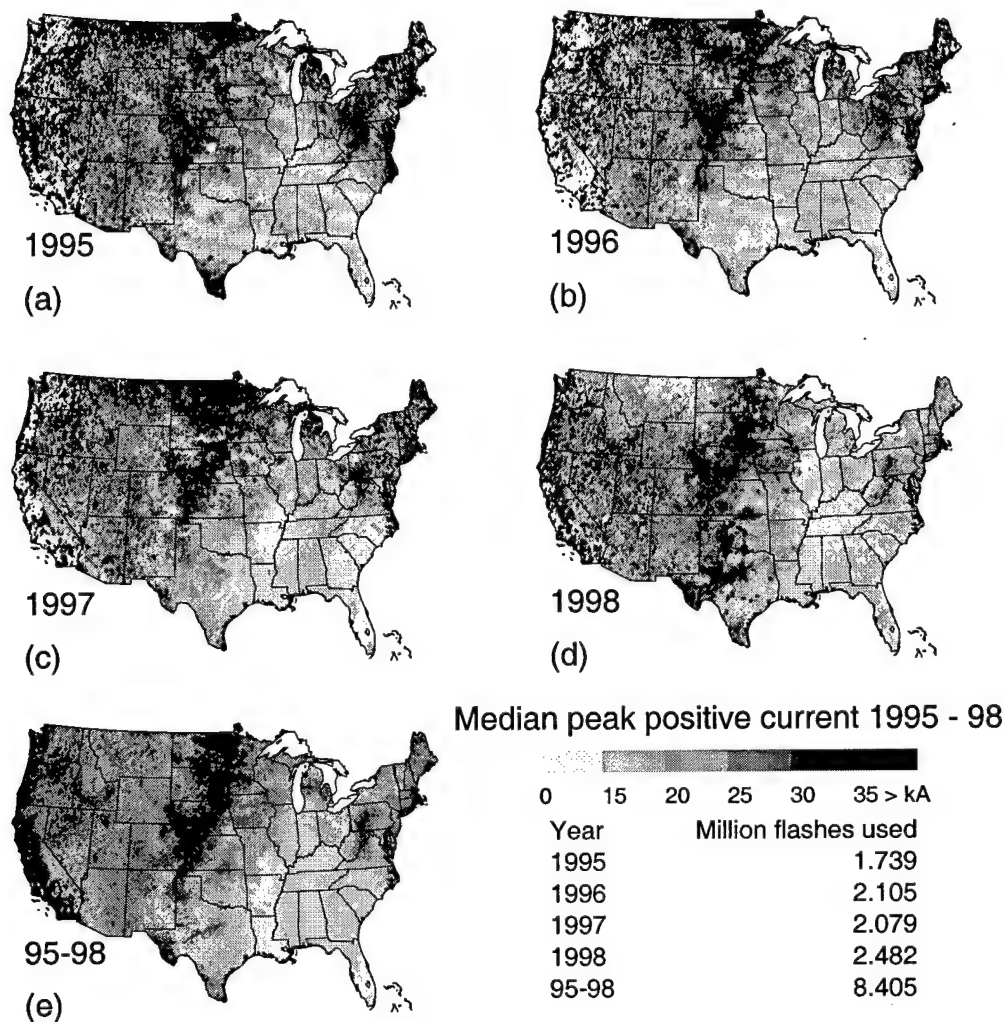 1995
(a)
1996
(b)
1997
(c)
1998
(d)
95-98
(e)
Median peak positive current 1995 - 98
0 15 20 25 30 35 > kA
Year Million flashes used
1995 1.739
1996 2.105
1997 2.079
1998 2.482
95-98 8.405